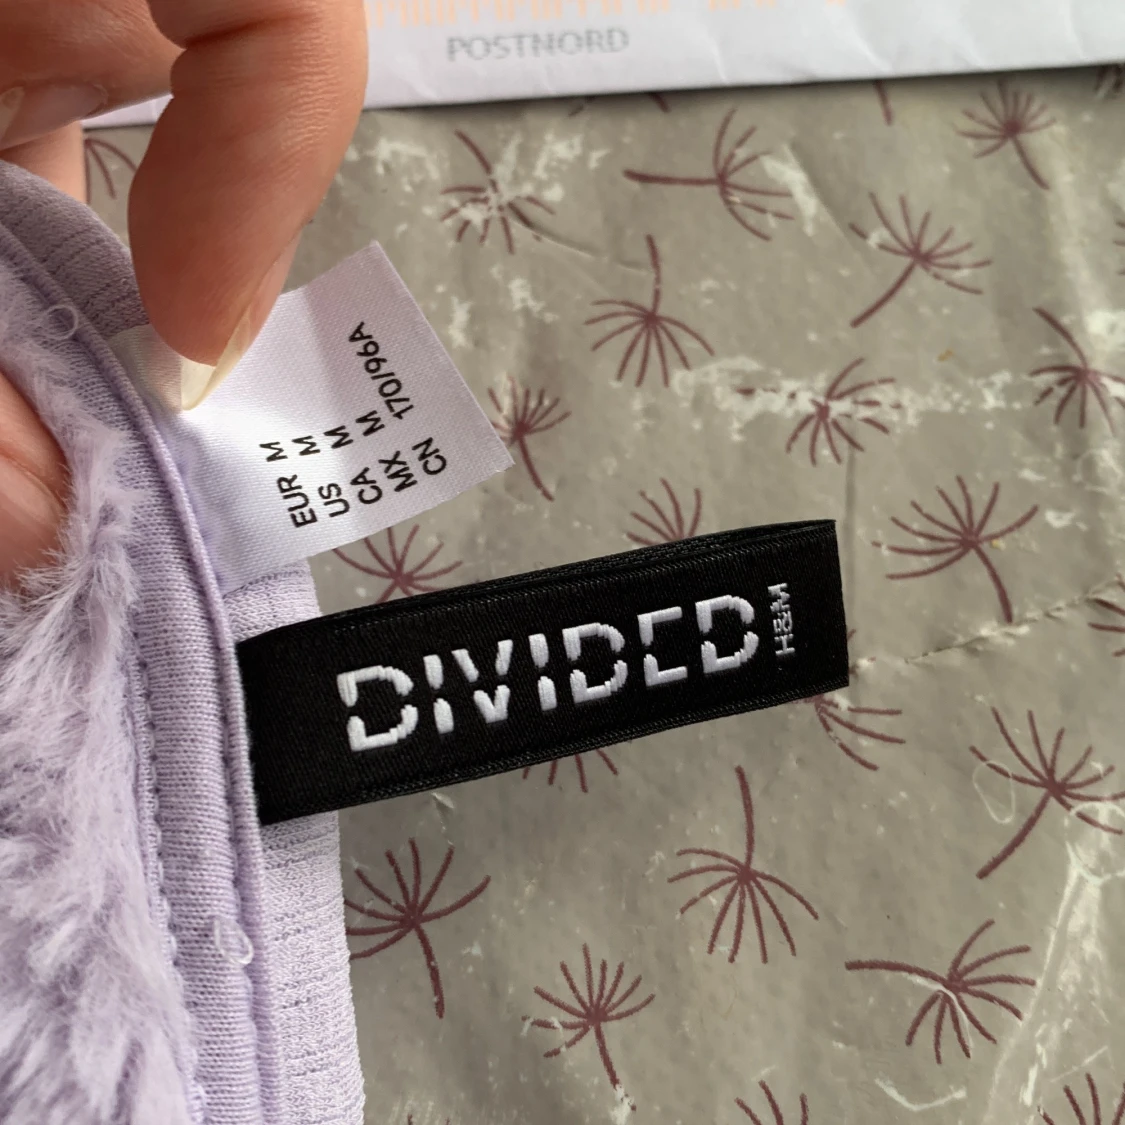 POSTNORD
EUR M
US M
CA M
MX M
CN 170/96A
DIVIDED
H&M